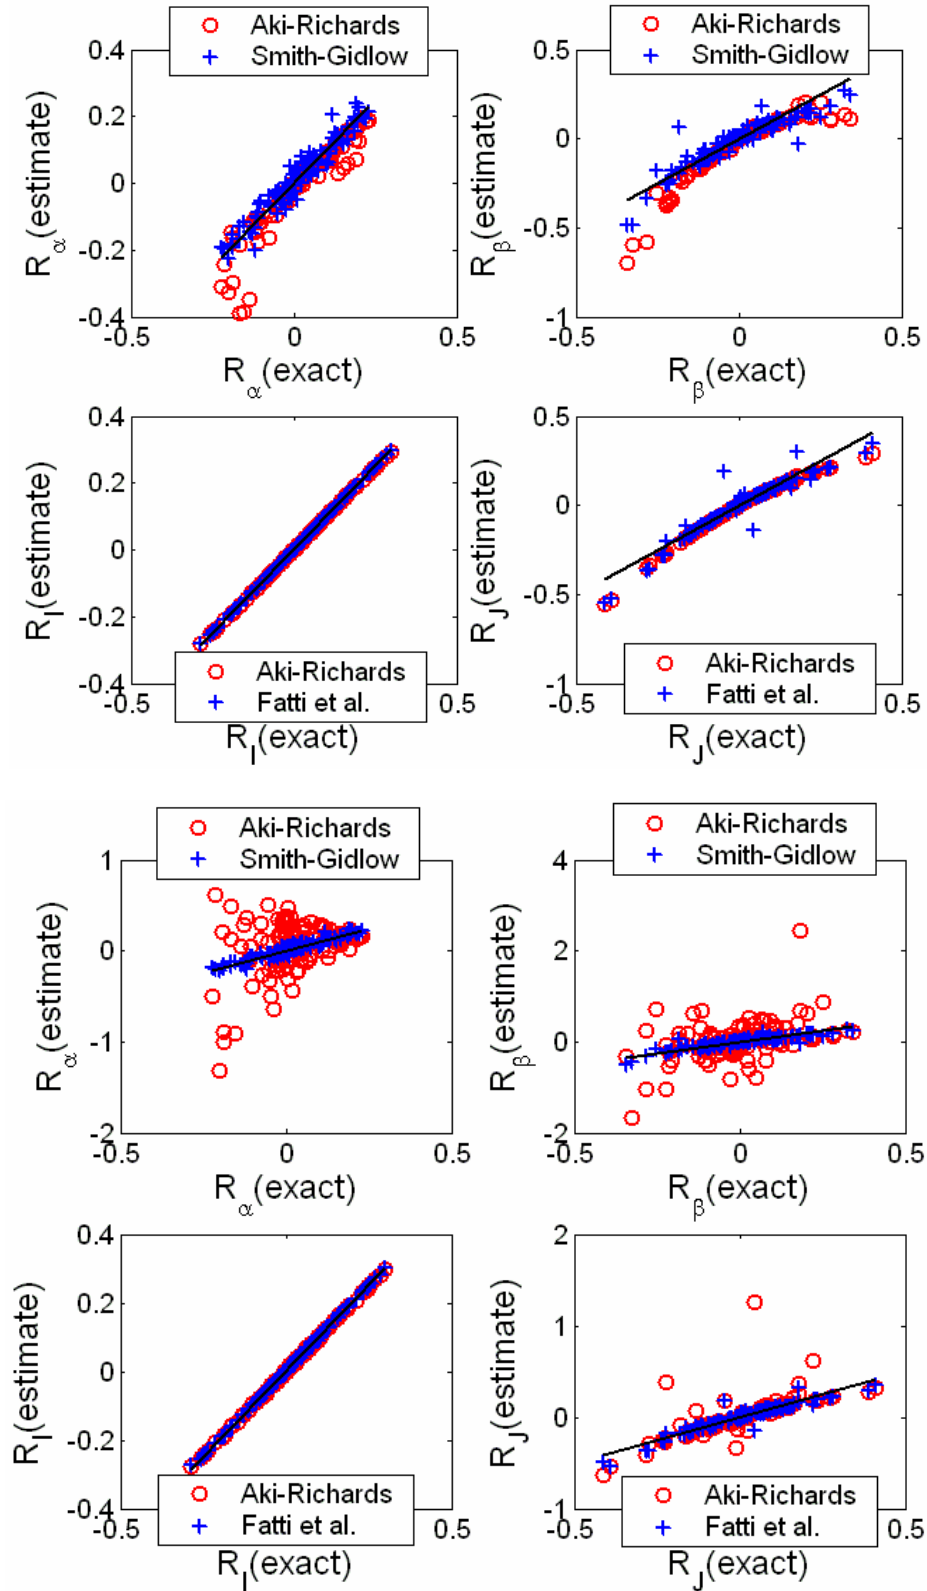 Aki-Richards
Smith-Gidlow
0.4
0.2
0
-0.2
-0.4
-0.5
0
0.5
Rα(estimate)
Rα(exact)
Aki-Richards
Smith-Gidlow
0.5
0
-0.5
-1
-0.5
0
0.5
Rβ(estimate)
Rβ(exact)
0.4
0.2
0
-0.2
-0.4
-0.5
0.5
RI(estimate)
Aki-Richards
Fatti et al.
RI(exact)
0.5
0
-0.5
-1
-0.5
0.5
RJ(estimate)
Aki-Richards
Fatti et al.
RJ(exact)
Aki-Richards
Smith-Gidlow
1
0
-1
-2
-0.5
0
0.5
Rα(estimate)
Rα(exact)
Aki-Richards
Smith-Gidlow
4
2
0
-2
-0.5
0
0.5
Rβ(estimate)
Rβ(exact)
0.4
0.2
0
-0.2
-0.4
-0.5
0.5
RI(estimate)
Aki-Richards
Fatti et al.
RI(exact)
2
1
0
-1
-0.5
0.5
RJ(estimate)
Aki-Richards
Fatti et al.
RJ(exact)